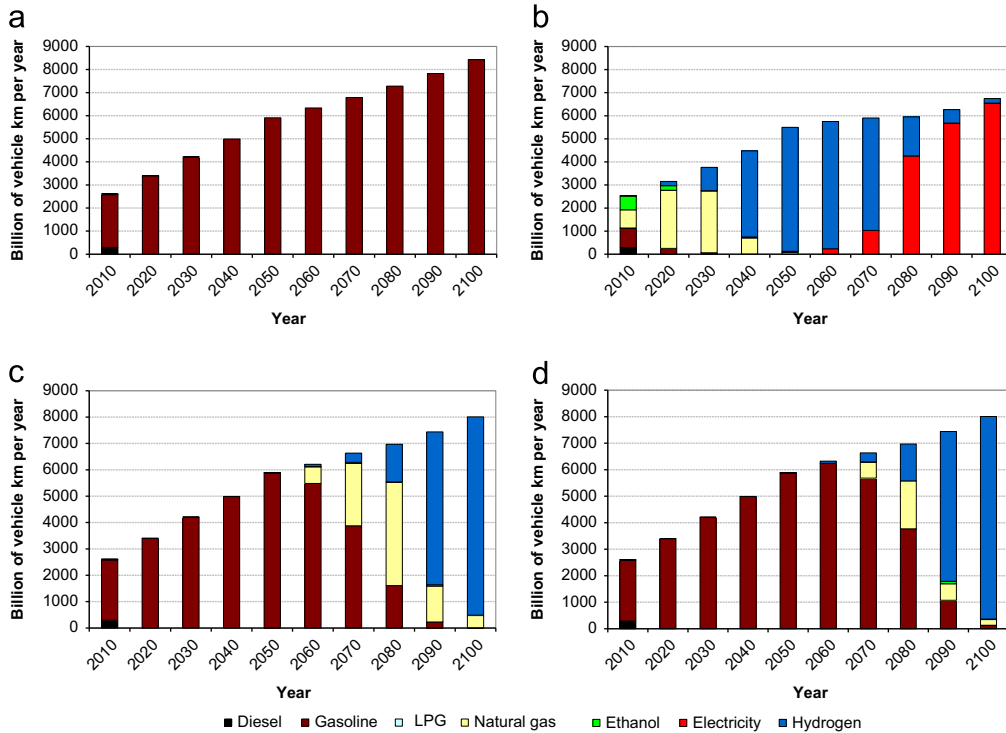 a
Billion of vehicle km per year
9000
8000
7000
6000
5000
4000
3000
2000
1000
0
2010 2020 2030 2040 2050 2060 2070 2080 2090 2100
Year
b
Billion of vehicle km per year
9000
8000
7000
6000
5000
4000
3000
2000
1000
0
2010 2020 2030 2040 2050 2060 2070 2080 2090 2100
Year
c
Billion of vehicle km per year
9000
8000
7000
6000
5000
4000
3000
2000
1000
0
2010 2020 2030 2040 2050 2060 2070 2080 2090 2100
Year
d
Billion of vehicle km per year
9000
8000
7000
6000
5000
4000
3000
2000
1000
0
2010 2020 2030 2040 2050 2060 2070 2080 2090 2100
Year
Diesel Gasoline LPG Natural gas Ethanol Electricity Hydrogen